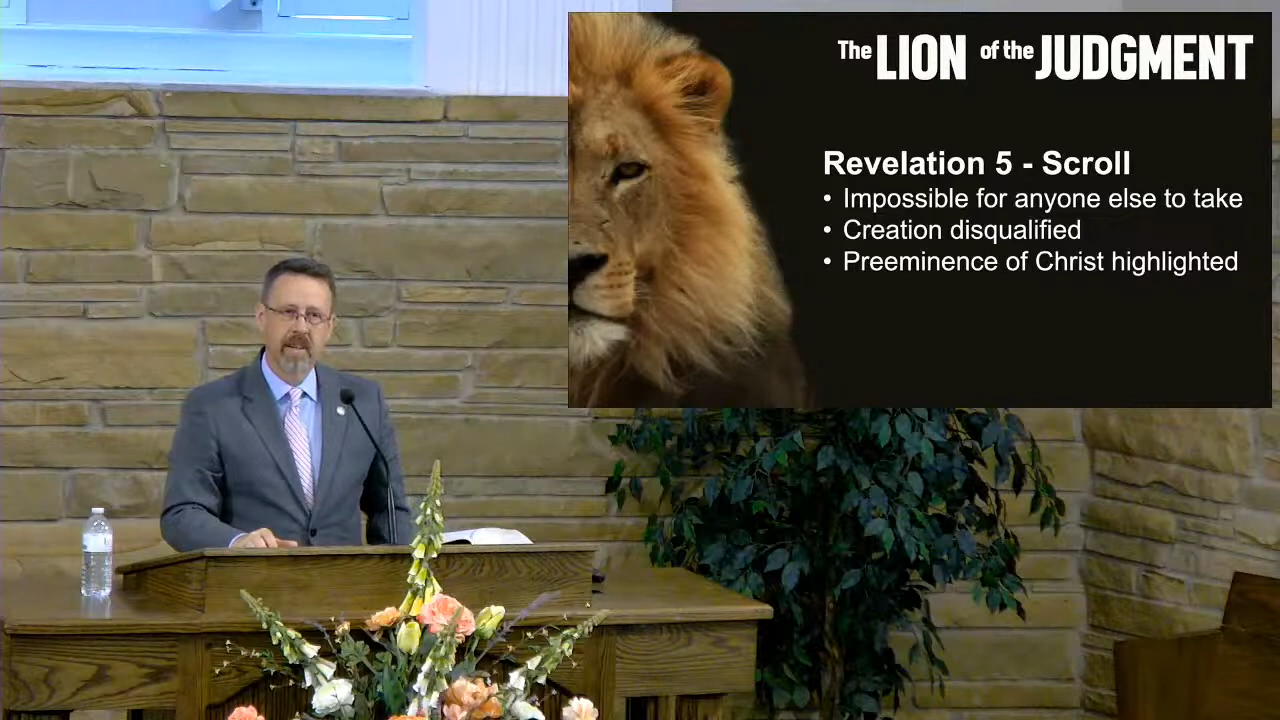 The LION of the JUDGMENT
Revelation 5 - Scroll
• Impossible for anyone else to take
• Creation disqualified
• Preeminence of Christ highlighted